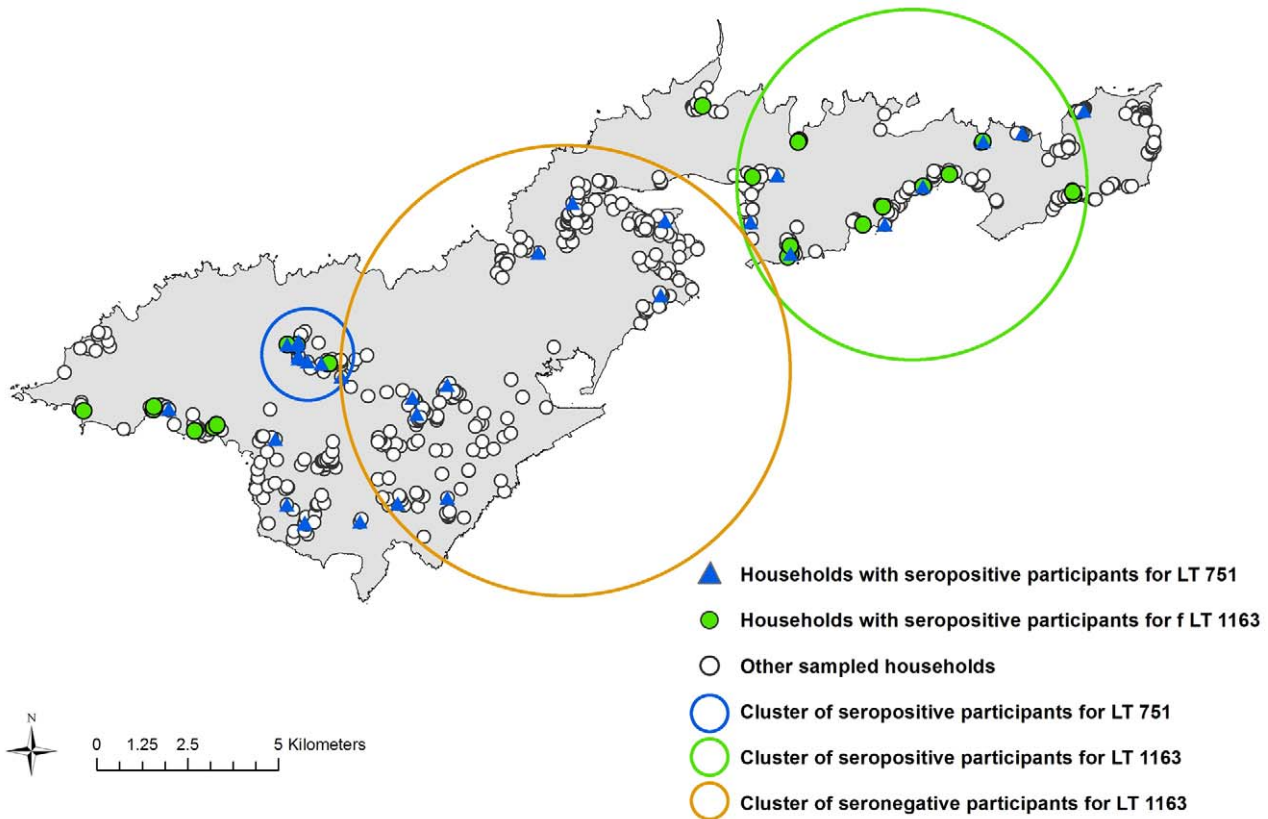 Households with seropositive participants for LT 751
Households with seropositive participants for f LT 1163
Other sampled households
Cluster of seropositive participants for LT 751
Cluster of seropositive participants for LT 1163
Cluster of seronegative participants for LT 1163
N
0 1.25 2.5 5 Kilometers